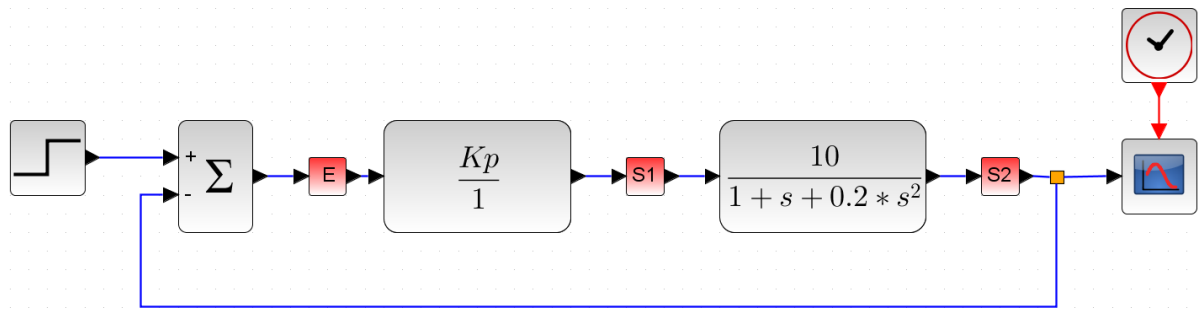 +
-
Σ
E
Kp
1
S1
10
1 + s + 0.2 * s²
S2